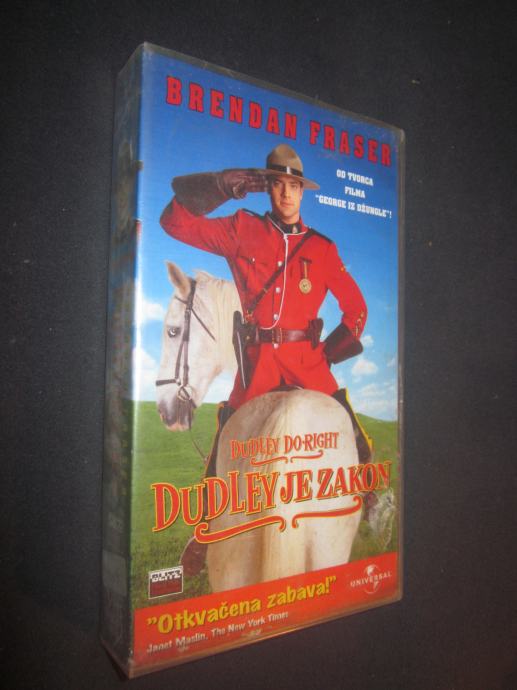 BRENDAN FRASER
OD TVORCA
FILMA
"GEORGE IZ DŽUNGLE"!
DUDLEY DO-RIGHT
DUDLEY JE ZAKON
BLITZ
UNIVERSAL
"Otkvačena zabava!"
Janet Maslin, The New York Times